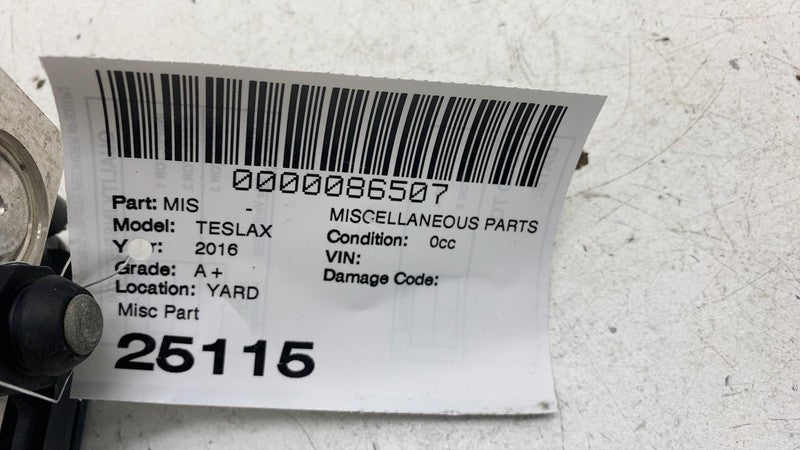 0000086507
Part: MIS - MISCELLANEOUS PARTS
Model: TESLAX Condition: 0cc
2016 VIN:
Grade: A+ Damage Code:
Location: YARD
Misc Part
25115